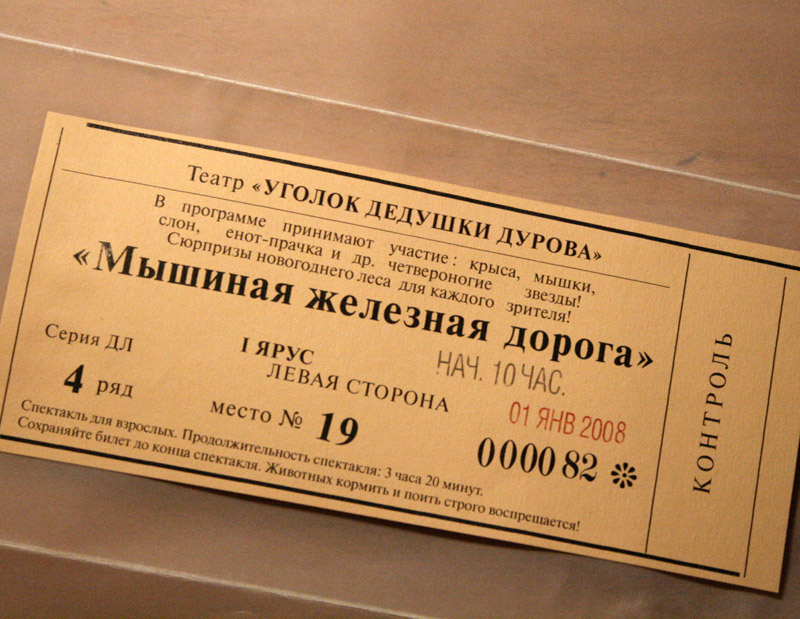 Театр «УГОЛОК ДЕДУШКИ ДУРОВА»
В программе принимают участие: крыса, мышки,
слон, енот-прачка и др. четвероногие звезды!
Сюрпризы новогоднего леса для каждого зрителя!
«Мышиная железная дорога»
Серия ДЛ
I ЯРУС
ЛЕВАЯ СТОРОНА
НАЧ. 10 ЧАС.
4 ряд
место № 19
01 ЯНВ 2008
000082
Спектакль для взрослых. Продолжительность спектакля: 3 часа 20 минут.
Сохраняйте билет до конца спектакля. Животных кормить и поить строго воспрещается!
КОНТРОЛЬ